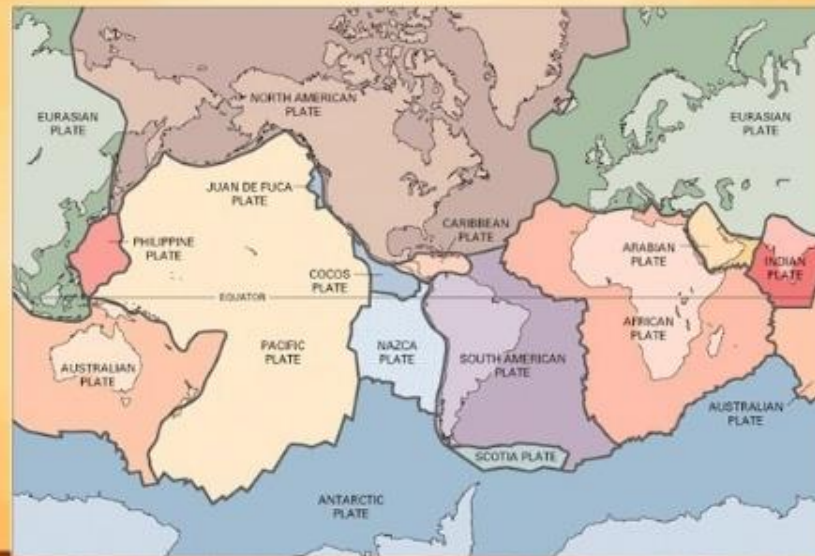 NORTH AMERICAN
PLATE
EURASIAN
PLATE
EURASIAN
PLATE
JUAN DE FUCA
PLATE
CARIBBEAN
PLATE
PHILIPPINE
PLATE
ARABIAN
PLATE
INDIAN
PLATE
COCOS
PLATE
EQUATOR
AFRICAN
PLATE
PACIFIC
PLATE
NAZCA
PLATE
SOUTH AMERICAN
PLATE
AUSTRALIAN
PLATE
AUSTRALIAN
PLATE
SCOTIA PLATE
ANTARCTIC
PLATE